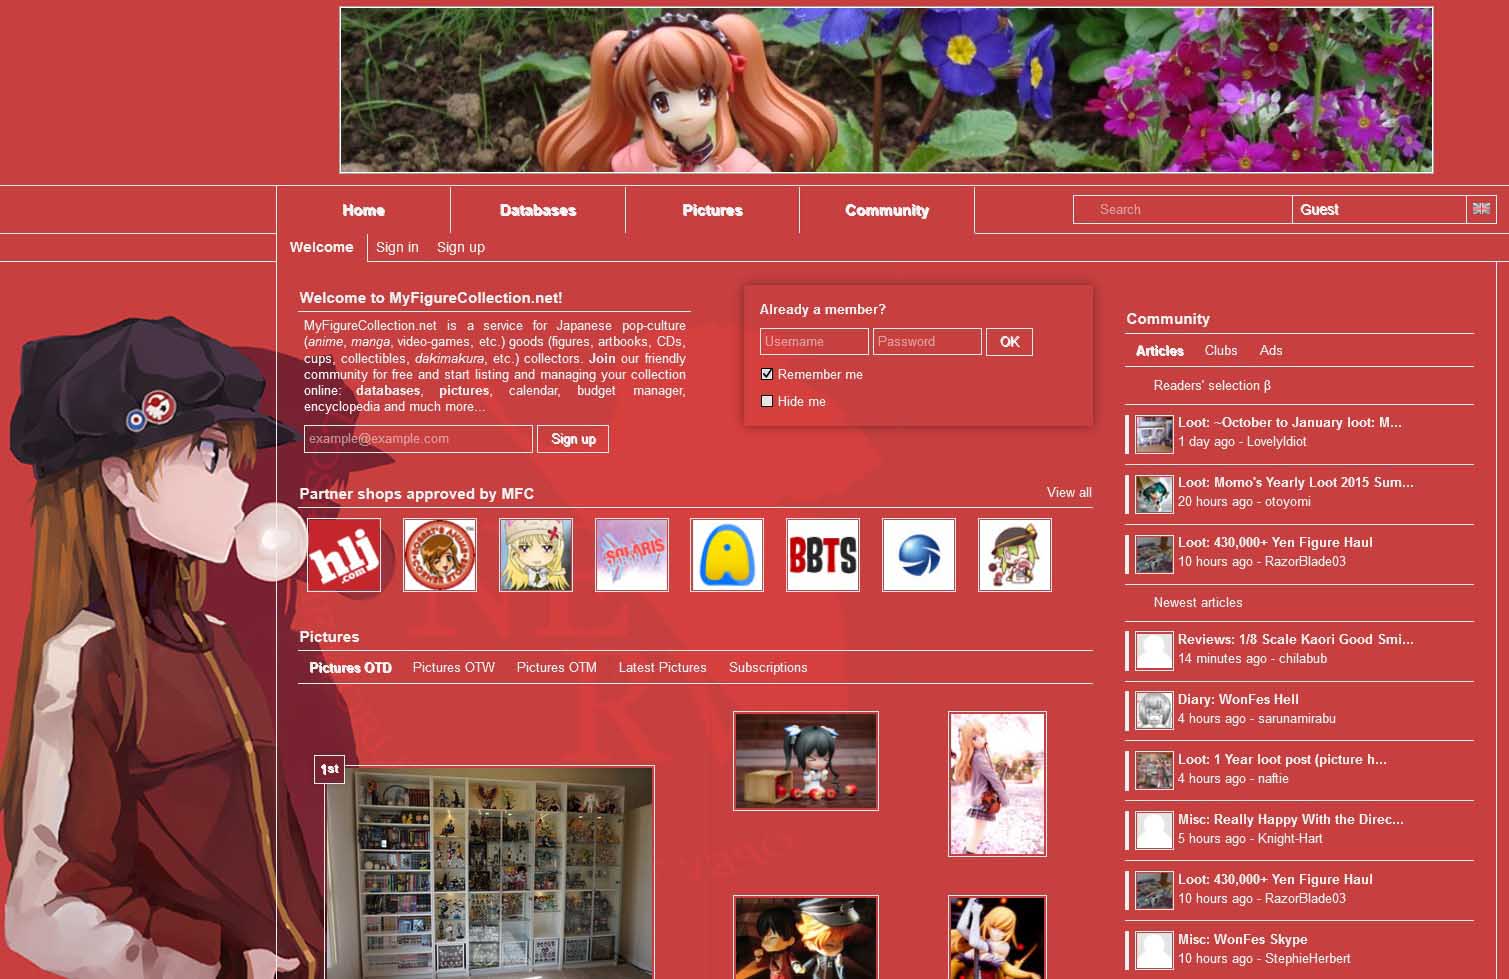 Home
Databases
Pictures
Community
Search
Guest
Welcome
Sign in
Sign up
Welcome to MyFigureCollection.net!
MyFigureCollection.net is a service for Japanese pop-culture
(anime, manga, video-games, etc.) goods (figures, artbooks, CDs,
cups, collectibles, dakimakura, etc.) collectors. Join our friendly
community for free and start listing and managing your collection
online: databases, pictures, calendar, budget manager,
encyclopedia and much more...
example@example.com
Sign up
Already a member?
Username
Password
OK
Remember me
Hide me
Partner shops approved by MFC
View all
hlj
.com
SOLARIS
A
BBTS
Pictures
Pictures OTD
Pictures OTW
Pictures OTM
Latest Pictures
Subscriptions
1st
Community
Articles
Clubs
Ads
Readers' selection β
Loot: ~October to January loot: M...
1 day ago - LovelyIdiot
Loot: Momo's Yearly Loot 2015 Sum...
20 hours ago - otoyomi
Loot: 430,000+ Yen Figure Haul
10 hours ago - RazorBlade03
Newest articles
Reviews: 1/8 Scale Kaori Good Smi...
14 minutes ago - chilabub
Diary: WonFes Hell
4 hours ago - sarunamirabu
Loot: 1 Year loot post (picture h...
4 hours ago - naftie
Misc: Really Happy With the Direc...
5 hours ago - Knight-Hart
Loot: 430,000+ Yen Figure Haul
10 hours ago - RazorBlade03
Misc: WonFes Skype
10 hours ago - StephieHerbert